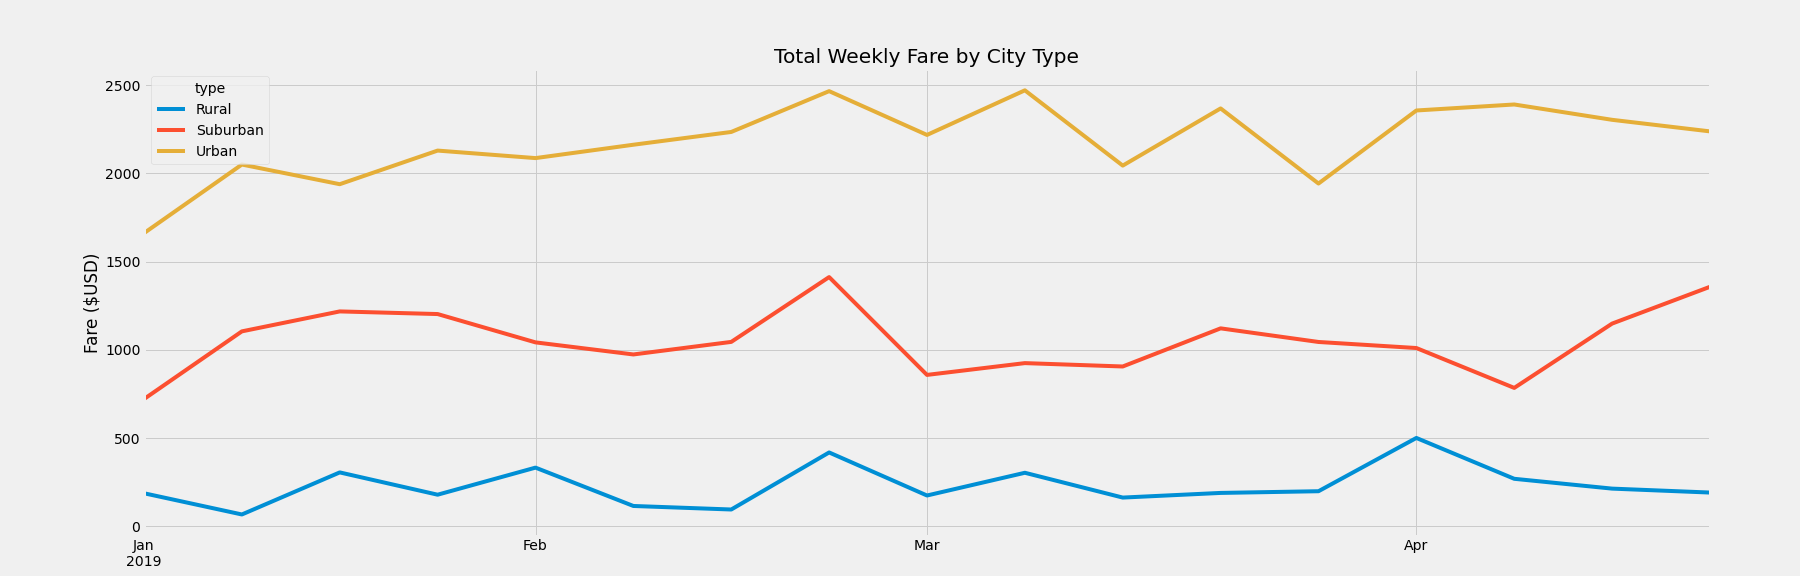 Total Weekly Fare by City Type
type
Rural
Suburban
Urban
Fare ($USD)
2500
2000
1500
1000
500
0
Jan
2019
Feb
Mar
Apr